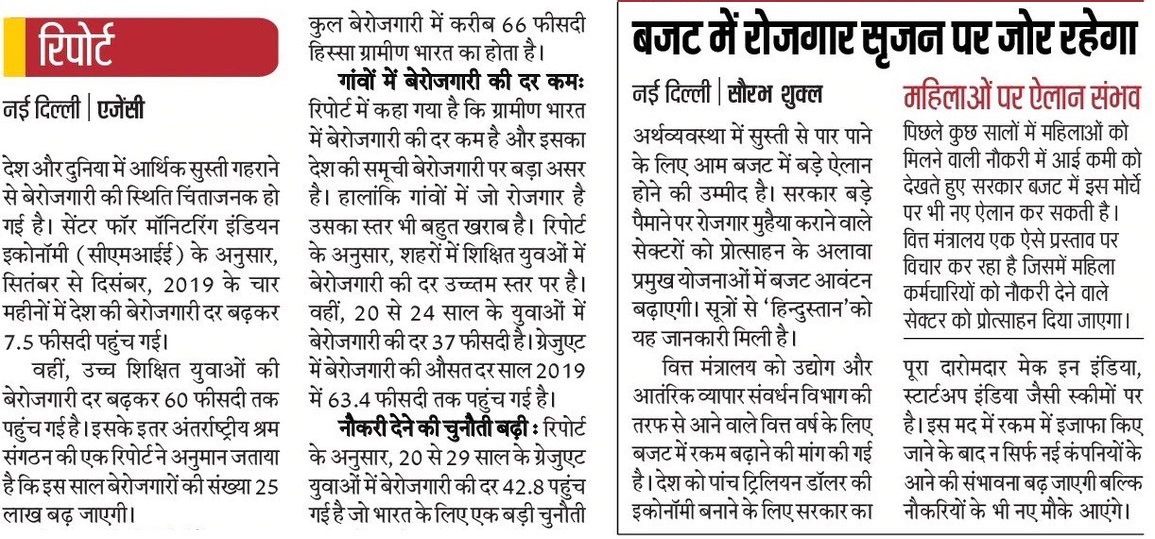 रिपोर्ट
नई दिल्ली | एजेंसी
देश और दुनिया में आर्थिक सुस्ती गहराने
से बेरोजगारी की स्थिति चिंताजनक हो
गई है। सेंटर फॉर मॉनिटरिंग इंडियन
इकोनॉमी (सीएमआईई) के अनुसार,
सितंबर से दिसंबर, 2019 के चार
महीनों में देश की बेरोजगारी दर बढ़कर
7.5 फीसदी पहुंच गई।
वहीं, उच्च शिक्षित युवाओं की
बेरोजगारी दर बढ़कर 60 फीसदी तक
पहुंच गई है। इसके इतर अंतर्राष्ट्रीय श्रम
संगठन की एक रिपोर्ट ने अनुमान जताया
है कि इस साल बेरोजगारों की संख्या 25
लाख बढ़ जाएगी।
कुल बेरोजगारी में करीब 66 फीसदी
हिस्सा ग्रामीण भारत का होता है।
गांवों में बेरोजगारी की दर कमः
रिपोर्ट में कहा गया है कि ग्रामीण भारत
में बेरोजगारी की दर कम है और इसका
देश की समूची बेरोजगारी पर बड़ा असर
है। हालांकि गांवों में जो रोजगार है
उसका स्तर भी बहुत खराब है। रिपोर्ट
के अनुसार, शहरों में शिक्षित युवाओं में
बेरोजगारी की दर उच्च्तम स्तर पर है।
वहीं, 20 से 24 साल के युवाओं में
बेरोजगारी की दर 37 फीसदी है। ग्रेजुएट
में बेरोजगारी की औसत दर साल 2019
में 63.4 फीसदी तक पहुंच गई है।
नौकरी देने की चुनौती बढ़ी : रिपोर्ट
के अनुसार, 20 से 29 साल के ग्रेजुएट
युवाओं में बेरोजगारी की दर 42.8 पहुंच
गई है जो भारत के लिए एक बड़ी चुनौती
बजट में रोजगार सृजन पर जोर रहेगा
नई दिल्ली | सौरभ शुक्ल
अर्थव्यवस्था में सुस्ती से पार पाने
के लिए आम बजट में बड़े ऐलान
होने की उम्मीद है। सरकार बड़े
पैमाने पर रोजगार मुहैया कराने वाले
सेक्टरों को प्रोत्साहन के अलावा
प्रमुख योजनाओं में बजट आवंटन
बढ़ाएगी। सूत्रों से ‘हिन्दुस्तान’को
यह जानकारी मिली है।
वित्त मंत्रालय को उद्योग और
आतंरिक व्यापार संवर्धन विभाग की
तरफ से आने वाले वित्त वर्ष के लिए
बजट में रकम बढ़ाने की मांग की गई
है। देश को पांच ट्रिलियन डॉलर की
इकोनॉमी बनाने के लिए सरकार का
महिलाओं पर ऐलान संभव
पिछले कुछ सालों में महिलाओं को
मिलने वाली नौकरी में आई कमी को
देखते हुए सरकार बजट में इस मोर्चे
पर भी नए ऐलान कर सकती है।
वित्त मंत्रालय एक ऐसे प्रस्ताव पर
विचार कर रहा है जिसमें महिला
कर्मचारियों को नौकरी देने वाले
सेक्टर को प्रोत्साहन दिया जाएगा।
पूरा दारोमदार मेक इन इंडिया,
स्टार्टअप इंडिया जैसी स्कीमों पर
है। इस मद में रकम में इजाफा किए
जाने के बाद न सिर्फ नई कंपनियों के
आने की संभावना बढ़ जाएगी बल्कि
नौकरियों के भी नए मौके आएंगे।